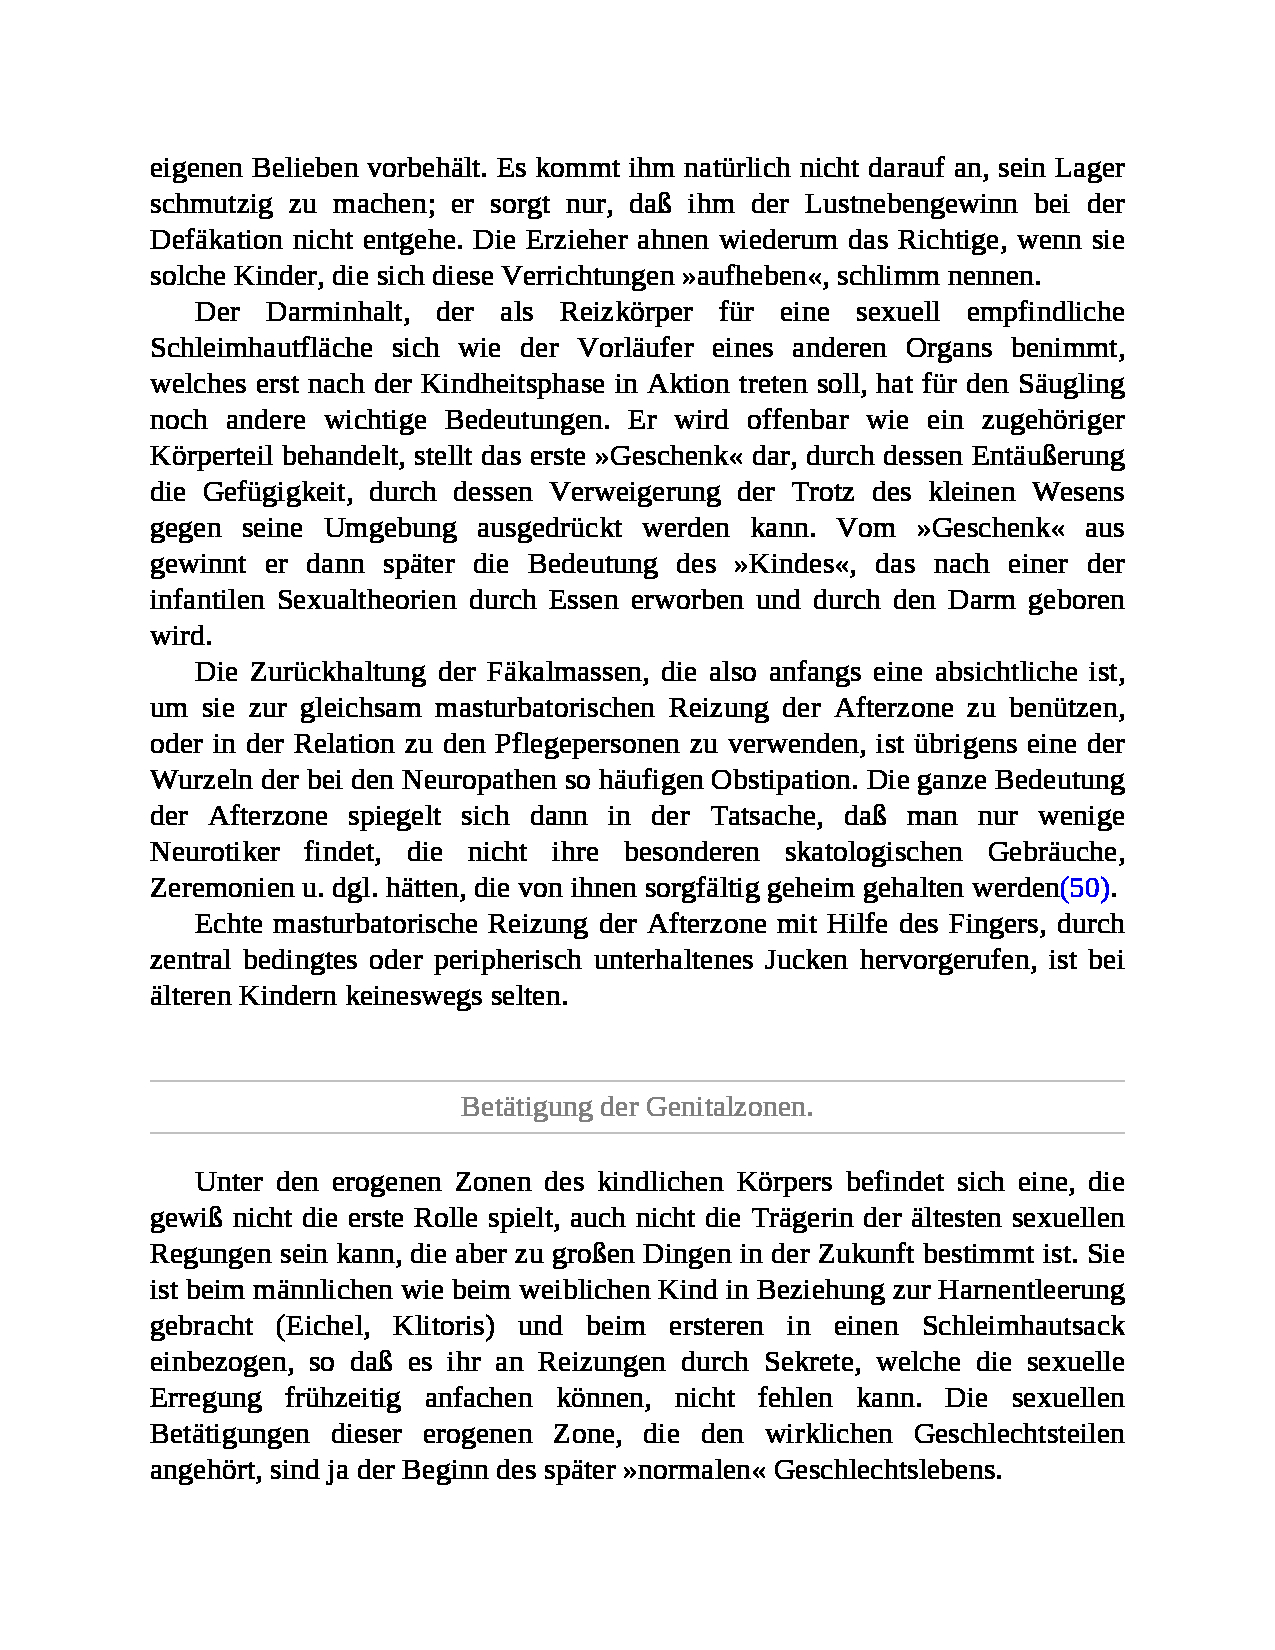 eigenen Belieben vorbehält. Es kommt ihm natürlich nicht darauf an, sein Lager
schmutzig zu machen; er sorgt nur, daß ihm der Lustnebengewinn bei der
Defäkation nicht entgehe. Die Erzieher ahnen wiederum das Richtige, wenn sie
solche Kinder, die sich diese Verrichtungen »aufheben«, schlimm nennen.
Der Darminhalt, der als Reizkörper für eine sexuell empfindliche
Schleimhautfläche sich wie der Vorläufer eines anderen Organs benimmt,
welches erst nach der Kindheitsphase in Aktion treten soll, hat für den Säugling
noch andere wichtige Bedeutungen. Er wird offenbar wie ein zugehöriger
Körperteil behandelt, stellt das erste »Geschenk« dar, durch dessen Entäußerung
die Gefügigkeit, durch dessen Verweigerung der Trotz des kleinen Wesens
gegen seine Umgebung ausgedrückt werden kann. Vom »Geschenk« aus
gewinnt er dann später die Bedeutung des »Kindes«, das nach einer der
infantilen Sexualtheorien durch Essen erworben und durch den Darm geboren
wird.
Die Zurückhaltung der Fäkalmassen, die also anfangs eine absichtliche ist,
um sie zur gleichsam masturbatorischen Reizung der Afterzone zu benützen,
oder in der Relation zu den Pflegepersonen zu verwenden, ist übrigens eine der
Wurzeln der bei den Neuropathen so häufigen Obstipation. Die ganze Bedeutung
der Afterzone spiegelt sich dann in der Tatsache, daß man nur wenige
Neurotiker findet, die nicht ihre besonderen skatologischen Gebräuche,
Zeremonien u. dgl. hätten, die von ihnen sorgfältig geheim gehalten werden(50).
Echte masturbatorische Reizung der Afterzone mit Hilfe des Fingers, durch
zentral bedingtes oder peripherisch unterhaltenes Jucken hervorgerufen, ist bei
älteren Kindern keineswegs selten.
Betätigung der Genitalzonen.
Unter den erogenen Zonen des kindlichen Körpers befindet sich eine, die
gewiß nicht die erste Rolle spielt, auch nicht die Trägerin der ältesten sexuellen
Regungen sein kann, die aber zu großen Dingen in der Zukunft bestimmt ist. Sie
ist beim männlichen wie beim weiblichen Kind in Beziehung zur Harnentleerung
gebracht (Eichel, Klitoris) und beim ersteren in einen Schleimhautsack
einbezogen, so daß es ihr an Reizungen durch Sekrete, welche die sexuelle
Erregung frühzeitig anfachen können, nicht fehlen kann. Die sexuellen
Betätigungen dieser erogenen Zone, die den wirklichen Geschlechtsteilen
angehört, sind ja der Beginn des später »normalen« Geschlechtslebens.